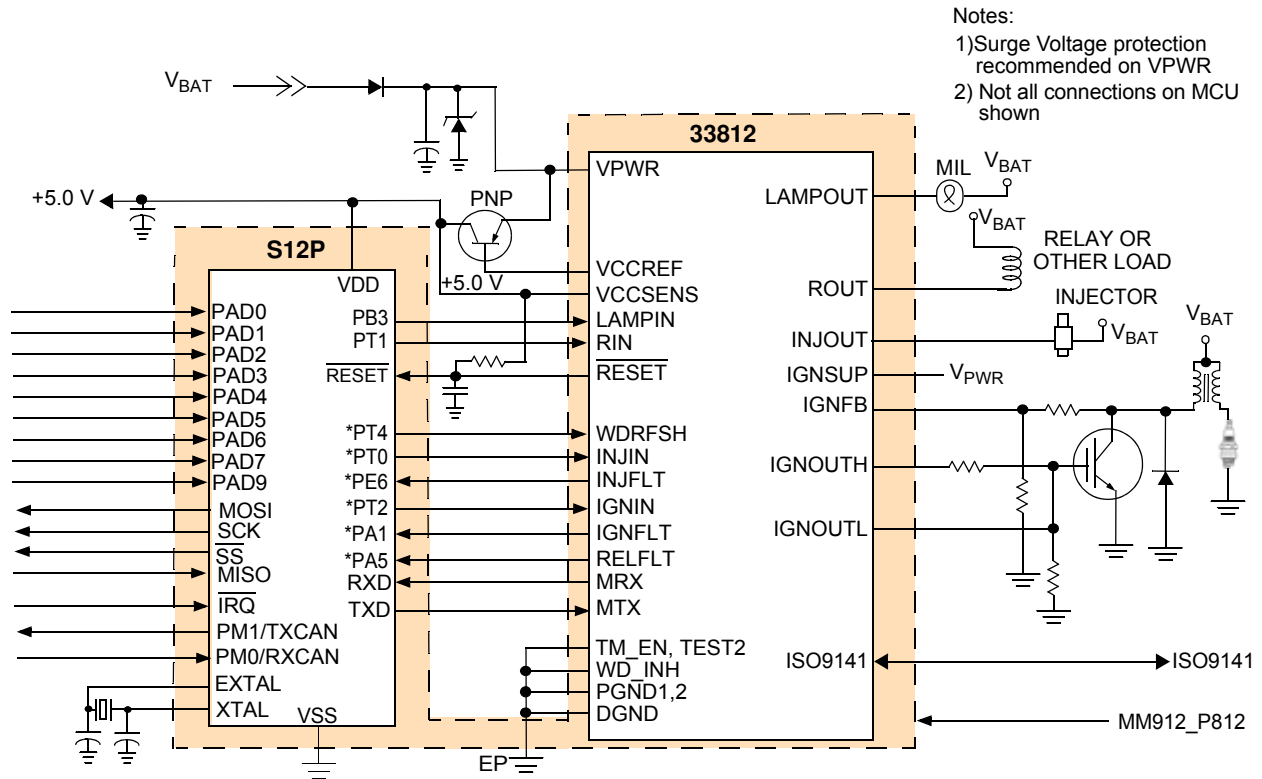 Notes:
1)Surge Voltage protection
recommended on VPWR
2) Not all connections on MCU
shown
VBAT
33812
VPWR
LAMPOUT
MIL
VBAT
+5.0 V
PNP
VBAT
RELAY OR
OTHER LOAD
S12P
VDD
VCCREF
+5.0 V
VCCSENS
ROUT
INJECTOR
PAD0
PAD1
PAD2
PAD3
PAD4
PAD5
PAD6
PAD7
PAD9
MOSI
SCK
SS
MISO
IRQ
PM1/TXCAN
PM0/RXCAN
EXTAL
XTAL
VSS
PB3
PT1
RESET
*PT4
*PT0
*PE6
*PT2
*PA1
*PA5
RXD
TXD
LAMPIN
RIN
RESET
WDRFSH
INJIN
INJFLT
IGNIN
IGNFLT
RELFLT
MRX
MTX
TM_EN, TEST2
WD_INH
PGND1,2
DGND
EP
INJOUT
VBAT
VBAT
IGNSUP
VPWR
IGNFB
IGNOUTH
IGNOUTL
ISO9141
ISO9141
MM912_P812